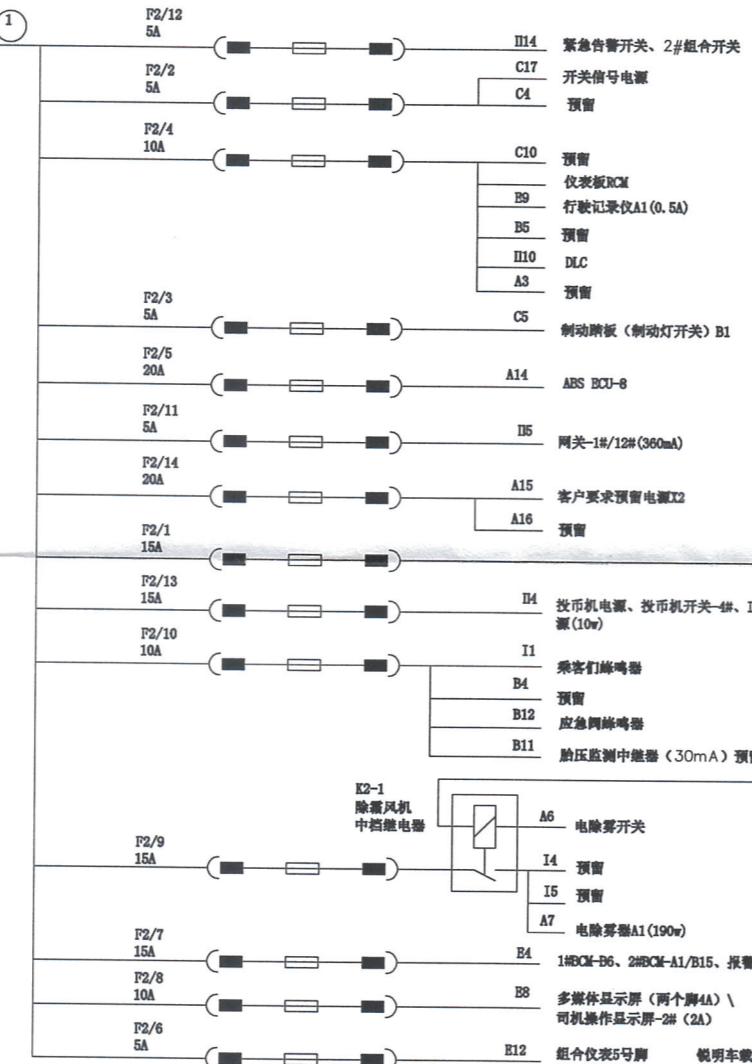 1
F2/12
5A
II14 紧急告警开关、2#组合开关
F2/2
5A
C17 开关信号电源
C4 预留
F2/4
10A
C10 预留
仪表板RCM
E9 行驶记录仪A1(0.5A)
B5 预留
II10 DLC
A3 预留
F2/3
5A
C5 制动踏板（制动灯开关）B1
F2/5
20A
A14 ABS ECU-8
F2/11
5A
II5 网关-1#/12#(360mA)
F2/14
20A
A15 客户要求预留电源X2
A16 预留
F2/1
15A
F2/13
15A
II4 投币机电源、投币机开关-4#、
源(10w)
F2/10
10A
I1 乘客们蜂鸣器
B4 预留
B12 应急阀蜂鸣器
B11 胎压监测中继器（30mA）预
K2-1
除霜风机
中挡继电器
A6 电除雾开关
F2/9
15A
I4 预留
I5 预留
A7 电除雾器A1(190w)
F2/7
15A
E4 1#BCM-B6、2#BCM-A1/B15、报
F2/8
10A
E8 多媒体显示屏（两个脚4A）\
司机操作显示屏-2#（2A）
F2/6
5A
E12 组合仪表5号脚 锐明车载